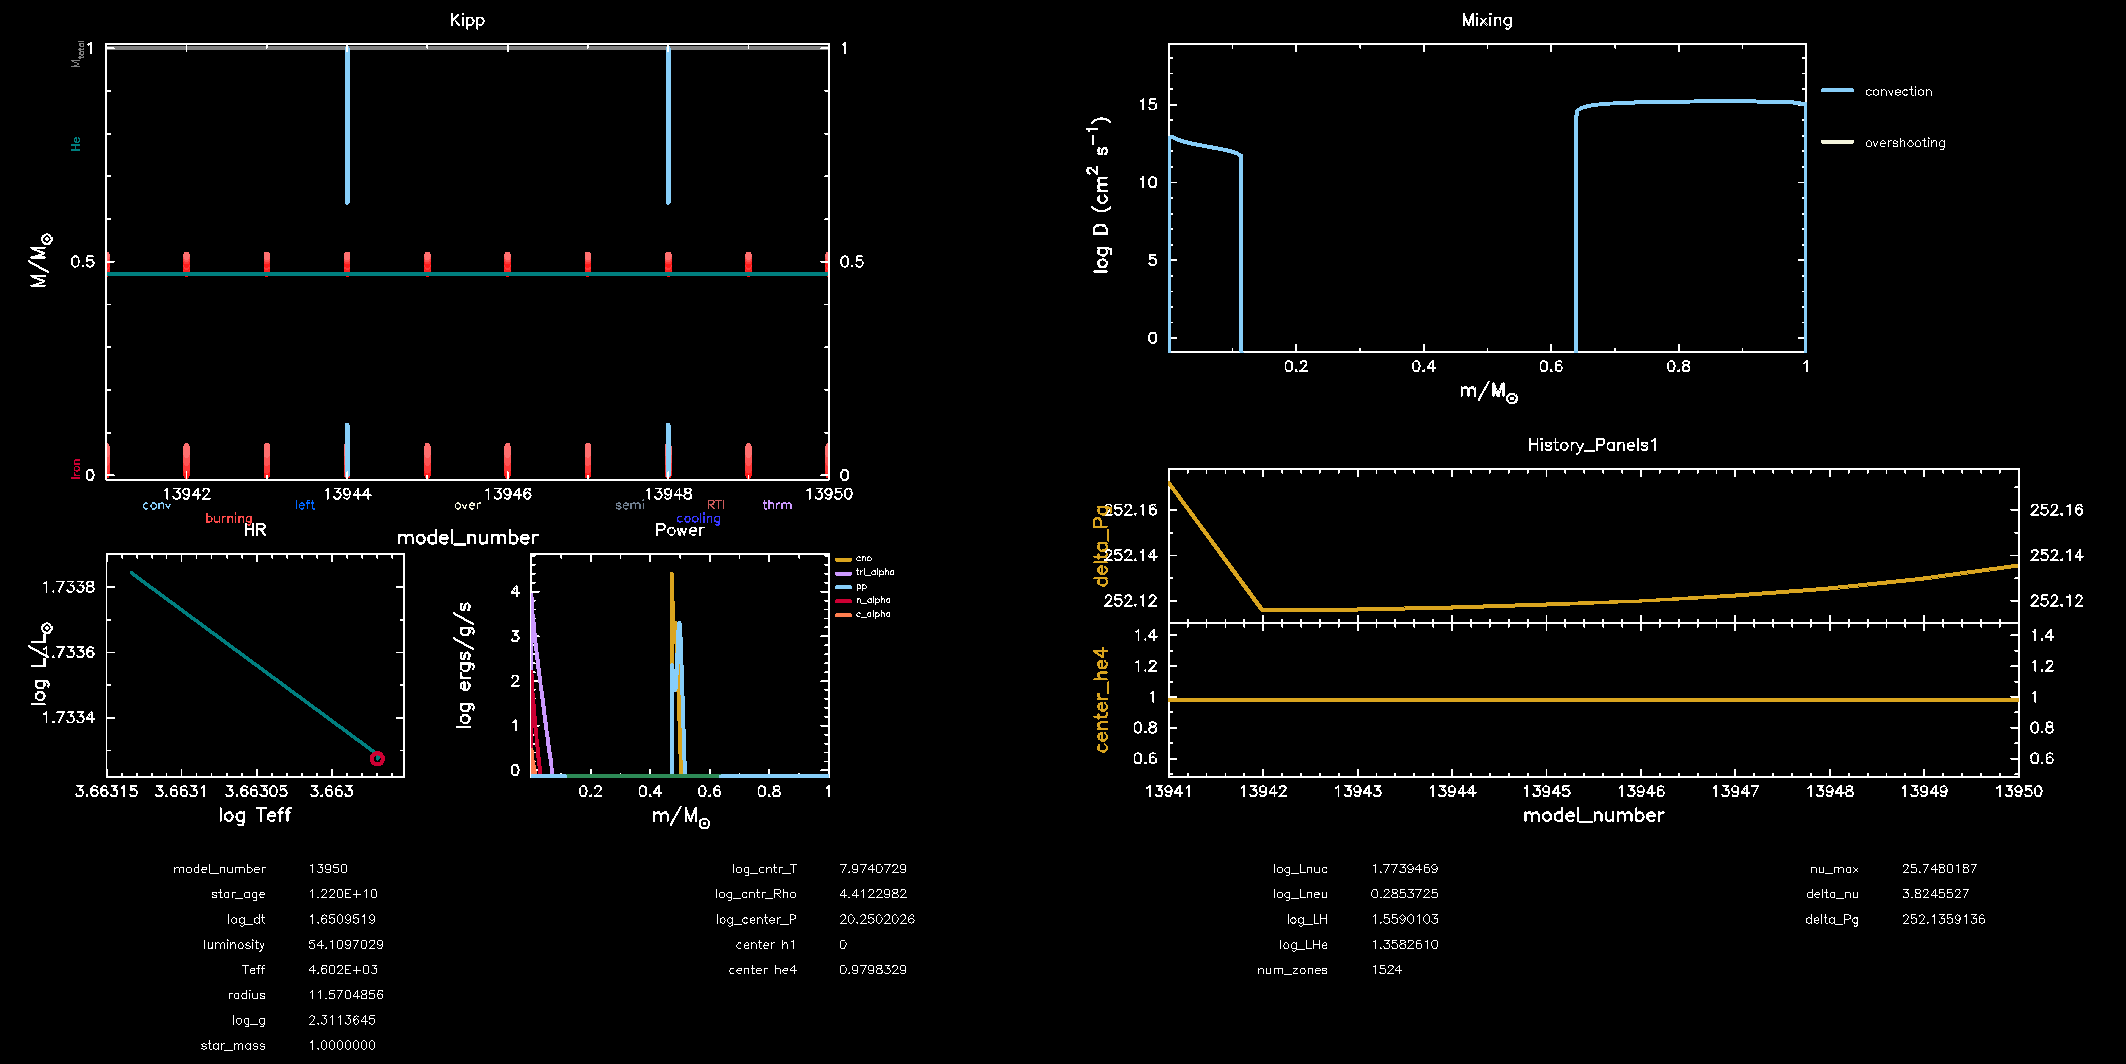 Kipp
M_total
He
Iron
M/M☉
1
0.5
0
1
0.5
0
13942 13944 13946 13948 13950
conv left over semi RTI thrm
burning cooling
model_number
Mixing
log D (cm² s⁻¹)
15
10
5
0
0.2 0.4 0.6 0.8 1
m/M☉
convection
overshooting
HR
log L/L☉
1.7338
1.7336
1.7334
3.66315 3.6631 3.66305 3.663
log Teff
Power
log ergs/g/s
4
3
2
1
0
0.2 0.4 0.6 0.8 1
m/M☉
cno
tri_alpha
pp
n_alpha
c_alpha
History_Panels1
delta_Pg
252.16 252.16
252.14 252.14
252.12 252.12
center_he4
1.4 1.4
1.2 1.2
1 1
0.8 0.8
0.6 0.6
13941 13942 13943 13944 13945 13946 13947 13948 13949 13950
model_number
model_number 13950
star_age 1.220E+10
log_dt 1.6509519
luminosity 54.1097029
Teff 4.602E+03
radius 11.5704856
log_g 2.3113645
star_mass 1.0000000
log_cntr_T 7.9740729
log_cntr_Rho 4.4122982
log_center_P 20.2502026
center h1 0
center he4 0.9798329
log_Lnuc 1.7739469
log_Lneu 0.2853725
log_LH 1.5590103
log_LHe 1.3582610
num_zones 1524
nu_max 25.7480187
delta_nu 3.8245527
delta_Pg 252.1359136